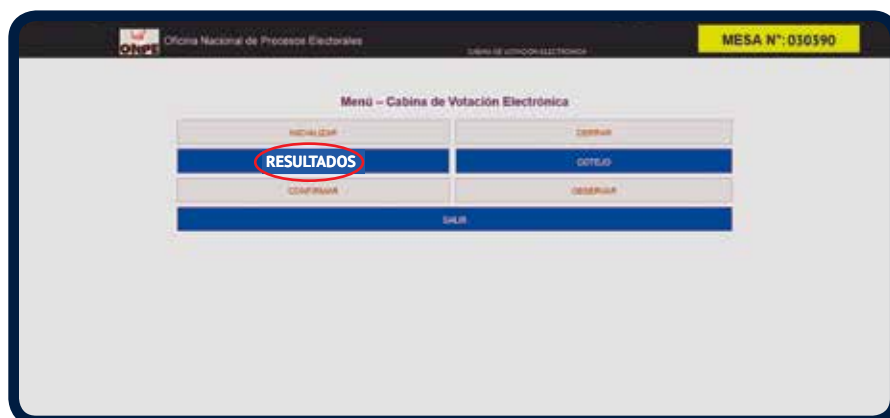 ONPE Oficina Nacional de Procesos Electorales
CABINA DE VOTACIÓN ELECTRÓNICA
MESA N°: 030390
Menú – Cabina de Votación Electrónica
INICIALIZAR CERRAR
RESULTADOS COTEJO
CONFIRMAR OBSERVAR
SALIR